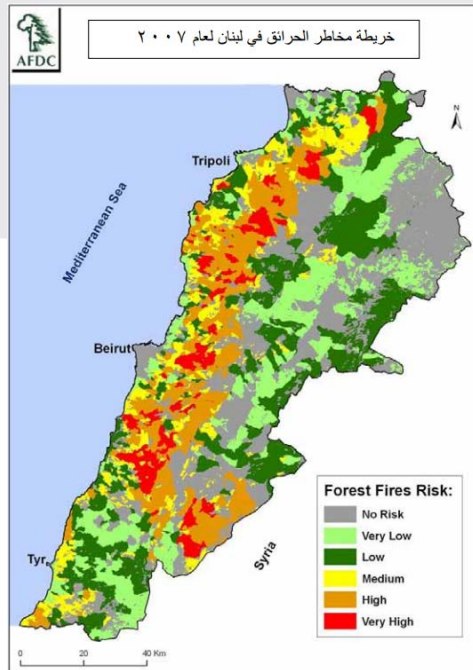 AFDC
خريطة مخاطر الحرائق في لبنان لعام ٢٠٠٧
N
Tripoli
Mediterranean Sea
Beirut
Tyr
Syria
Forest Fires Risk:
No Risk
Very Low
Low
Medium
High
Very High
0 20 40 Km